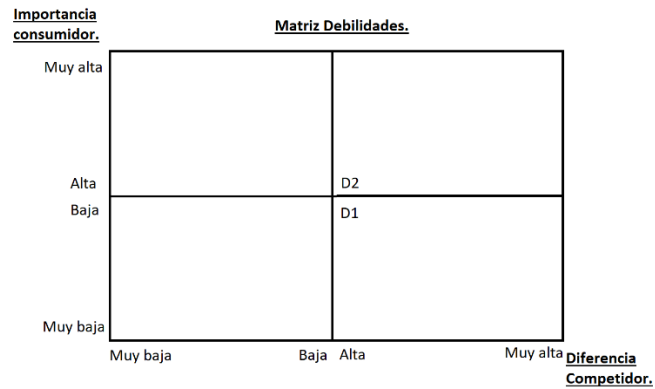 Importancia
consumidor.
Matriz Debilidades.
Muy alta
Alta
D2
Baja
D1
Muy baja
Muy baja
Baja
Alta
Muy alta
Diferencia
Competidor.